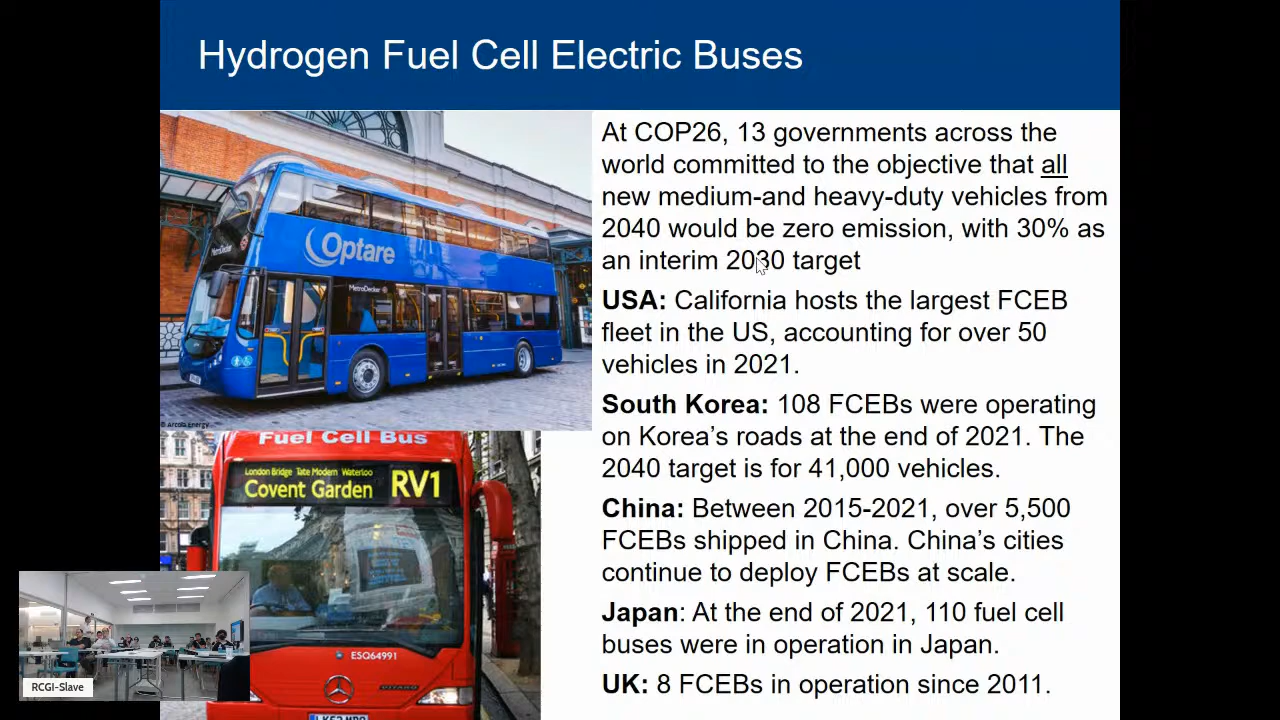 Hydrogen Fuel Cell Electric Buses
At COP26, 13 governments across the
world committed to the objective that all
new medium-and heavy-duty vehicles from
2040 would be zero emission, with 30% as
an interim 2030 target
USA: California hosts the largest FCEB
fleet in the US, accounting for over 50
vehicles in 2021.
South Korea: 108 FCEBs were operating
on Korea’s roads at the end of 2021. The
2040 target is for 41,000 vehicles.
China: Between 2015-2021, over 5,500
FCEBs shipped in China. China’s cities
continue to deploy FCEBs at scale.
Japan: At the end of 2021, 110 fuel cell
buses were in operation in Japan.
UK: 8 FCEBs in operation since 2011.
Optare
MetroDecker
MetroDecker
© Arcola Energy
Fuel Cell Bus
London Bridge Tate Modern Waterloo
Covent Garden RV1
ESQ64991
RCGI-Slave